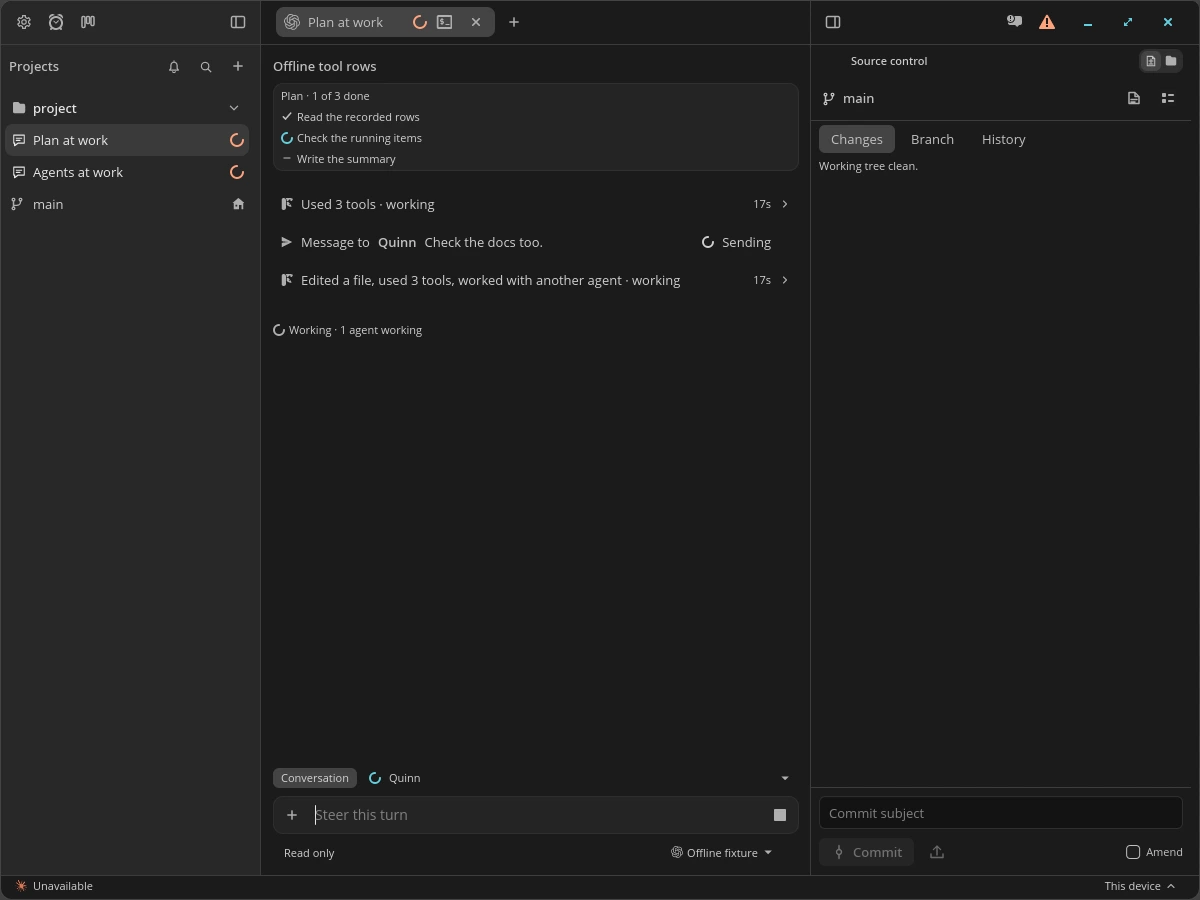 Plan at work
Projects
project
Plan at work
Agents at work
main
Offline tool rows
Plan · 1 of 3 done
Read the recorded rows
Check the running items
Write the summary
Used 3 tools · working 17s
Message to Quinn Check the docs too. Sending
Edited a file, used 3 tools, worked with another agent · working 17s
Working · 1 agent working
Conversation Quinn
Steer this turn
Read only Offline fixture
Source control
main
Changes Branch History
Working tree clean.
Commit subject
Commit Amend
Unavailable This device